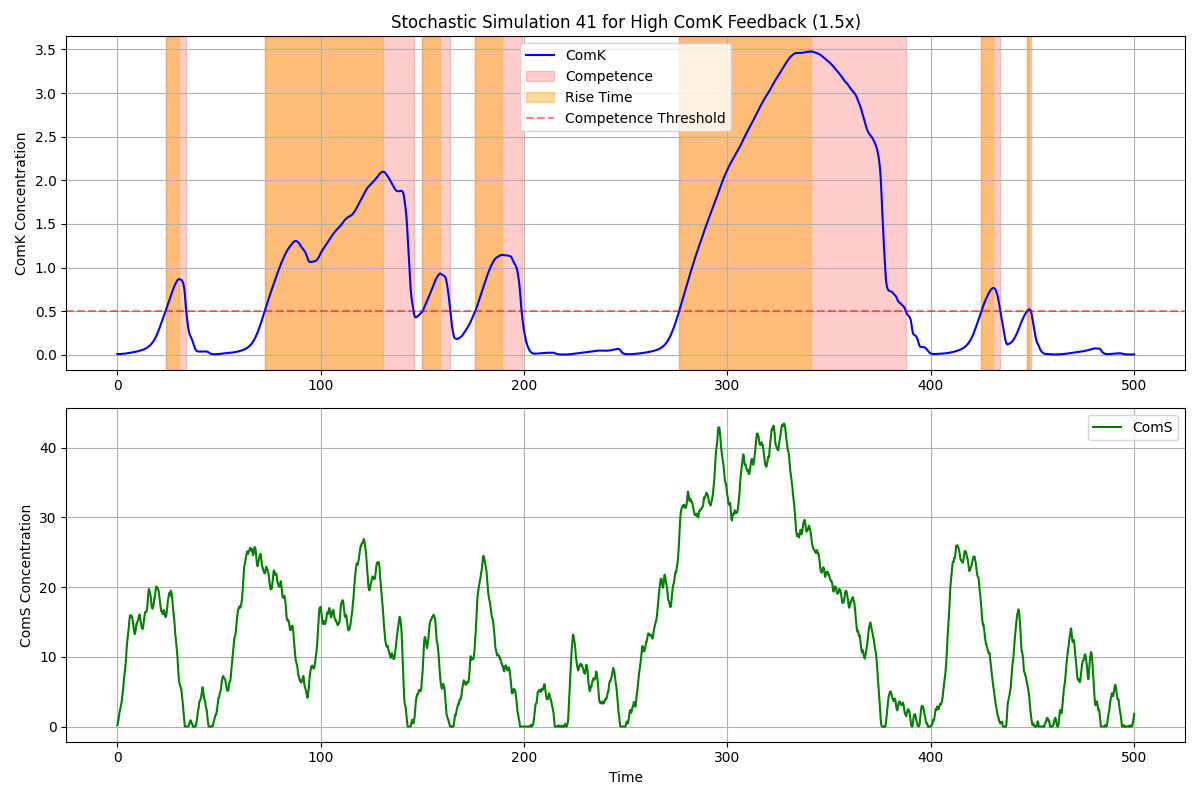 Stochastic Simulation 41 for High ComK Feedback (1.5x)
ComK
Competence
Rise Time
Competence Threshold
ComK Concentration
3.5
3.0
2.5
2.0
1.5
1.0
0.5
0.0
0 100 200 300 400 500
ComS
ComS Concentration
40
30
20
10
0
0 100 200 300 400 500
Time